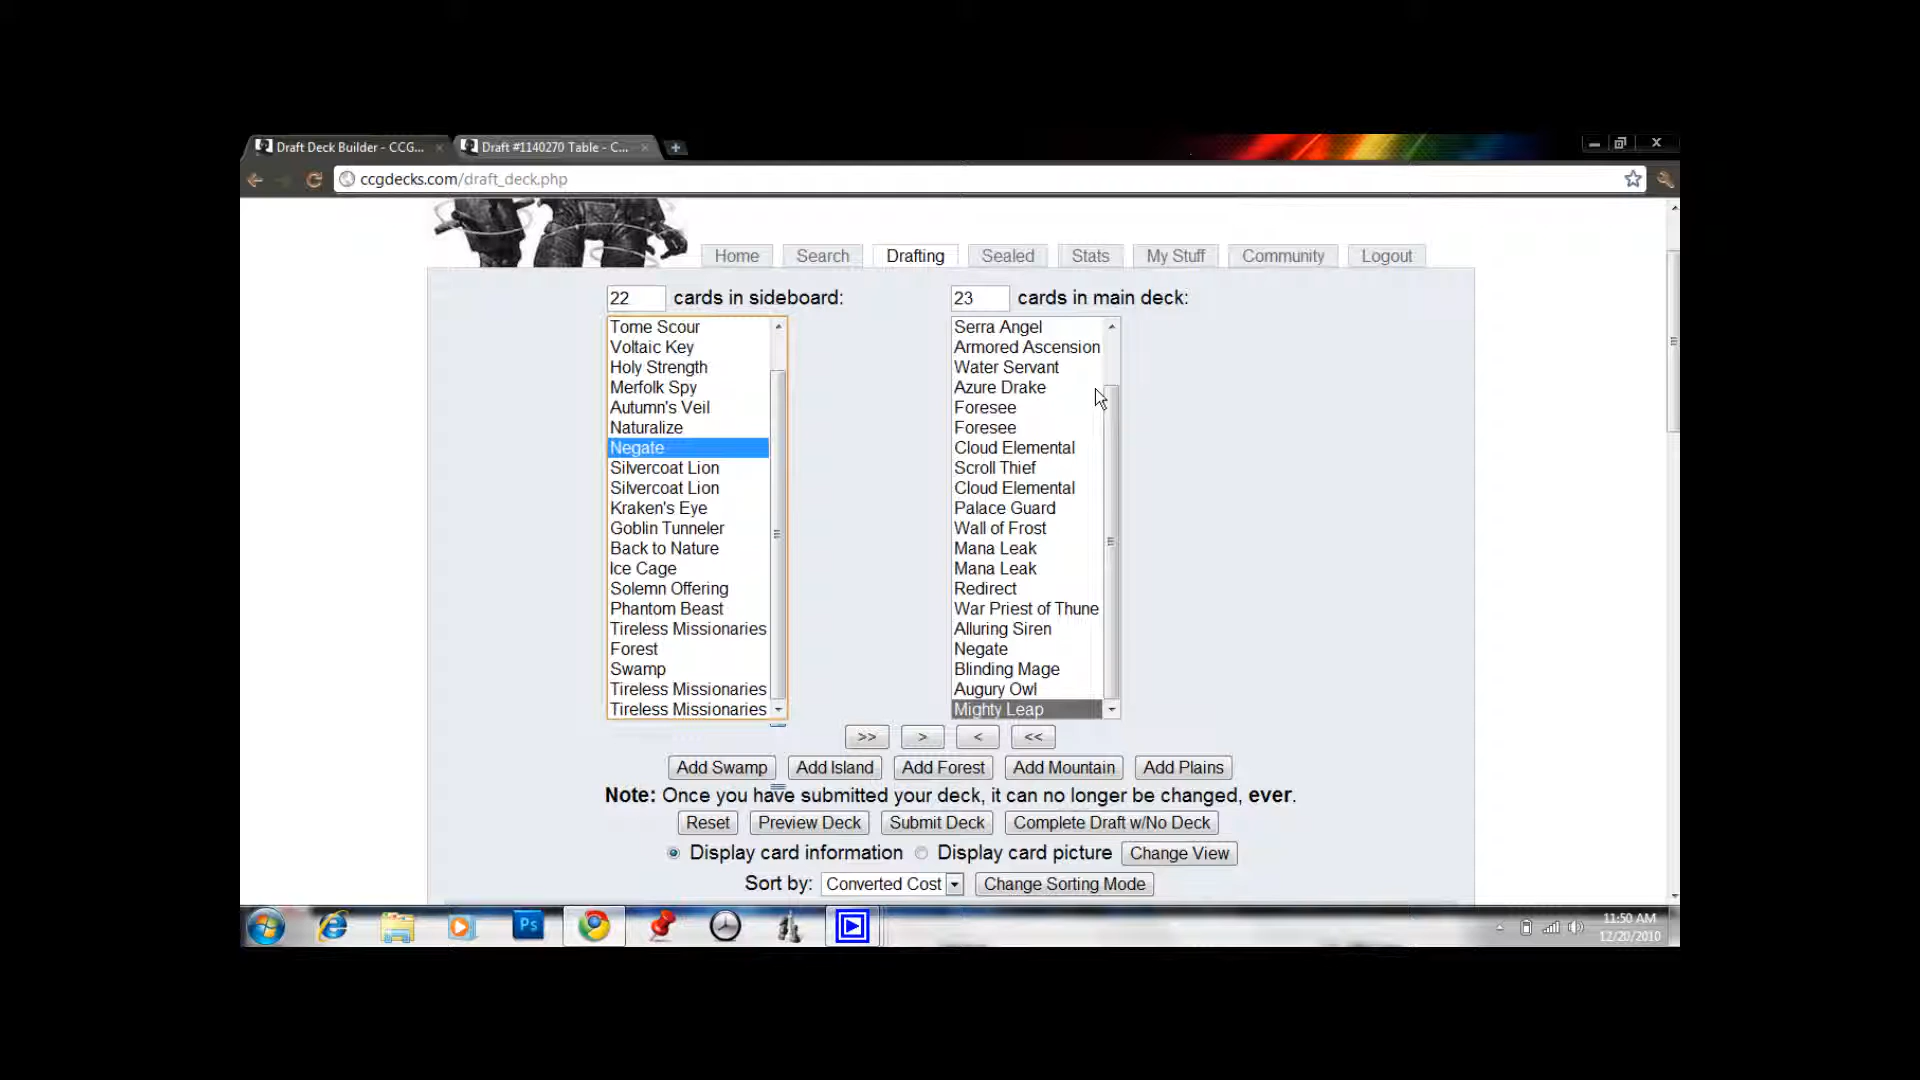 Draft Deck Builder - CCG...
Draft #1140270 Table - C...
ccgdecks.com/draft_deck.php
Home
Search
Drafting
Sealed
Stats
My Stuff
Community
Logout
22 cards in sideboard:
Tome Scour
Voltaic Key
Holy Strength
Merfolk Spy
Autumn's Veil
Naturalize
Negate
Silvercoat Lion
Silvercoat Lion
Kraken's Eye
Goblin Tunneler
Back to Nature
Ice Cage
Solemn Offering
Phantom Beast
Tireless Missionaries
Forest
Swamp
Tireless Missionaries
Tireless Missionaries
23 cards in main deck:
Serra Angel
Armored Ascension
Water Servant
Azure Drake
Foresee
Foresee
Cloud Elemental
Scroll Thief
Cloud Elemental
Palace Guard
Wall of Frost
Mana Leak
Mana Leak
Redirect
War Priest of Thune
Alluring Siren
Negate
Blinding Mage
Augury Owl
Mighty Leap
>> > < <<
Add Swamp
Add Island
Add Forest
Add Mountain
Add Plains
Note: Once you have submitted your deck, it can no longer be changed, ever.
Reset
Preview Deck
Submit Deck
Complete Draft w/No Deck
Display card information
Display card picture
Change View
Sort by: Converted Cost
Change Sorting Mode
Ps
11:50 AM
12/20/2010